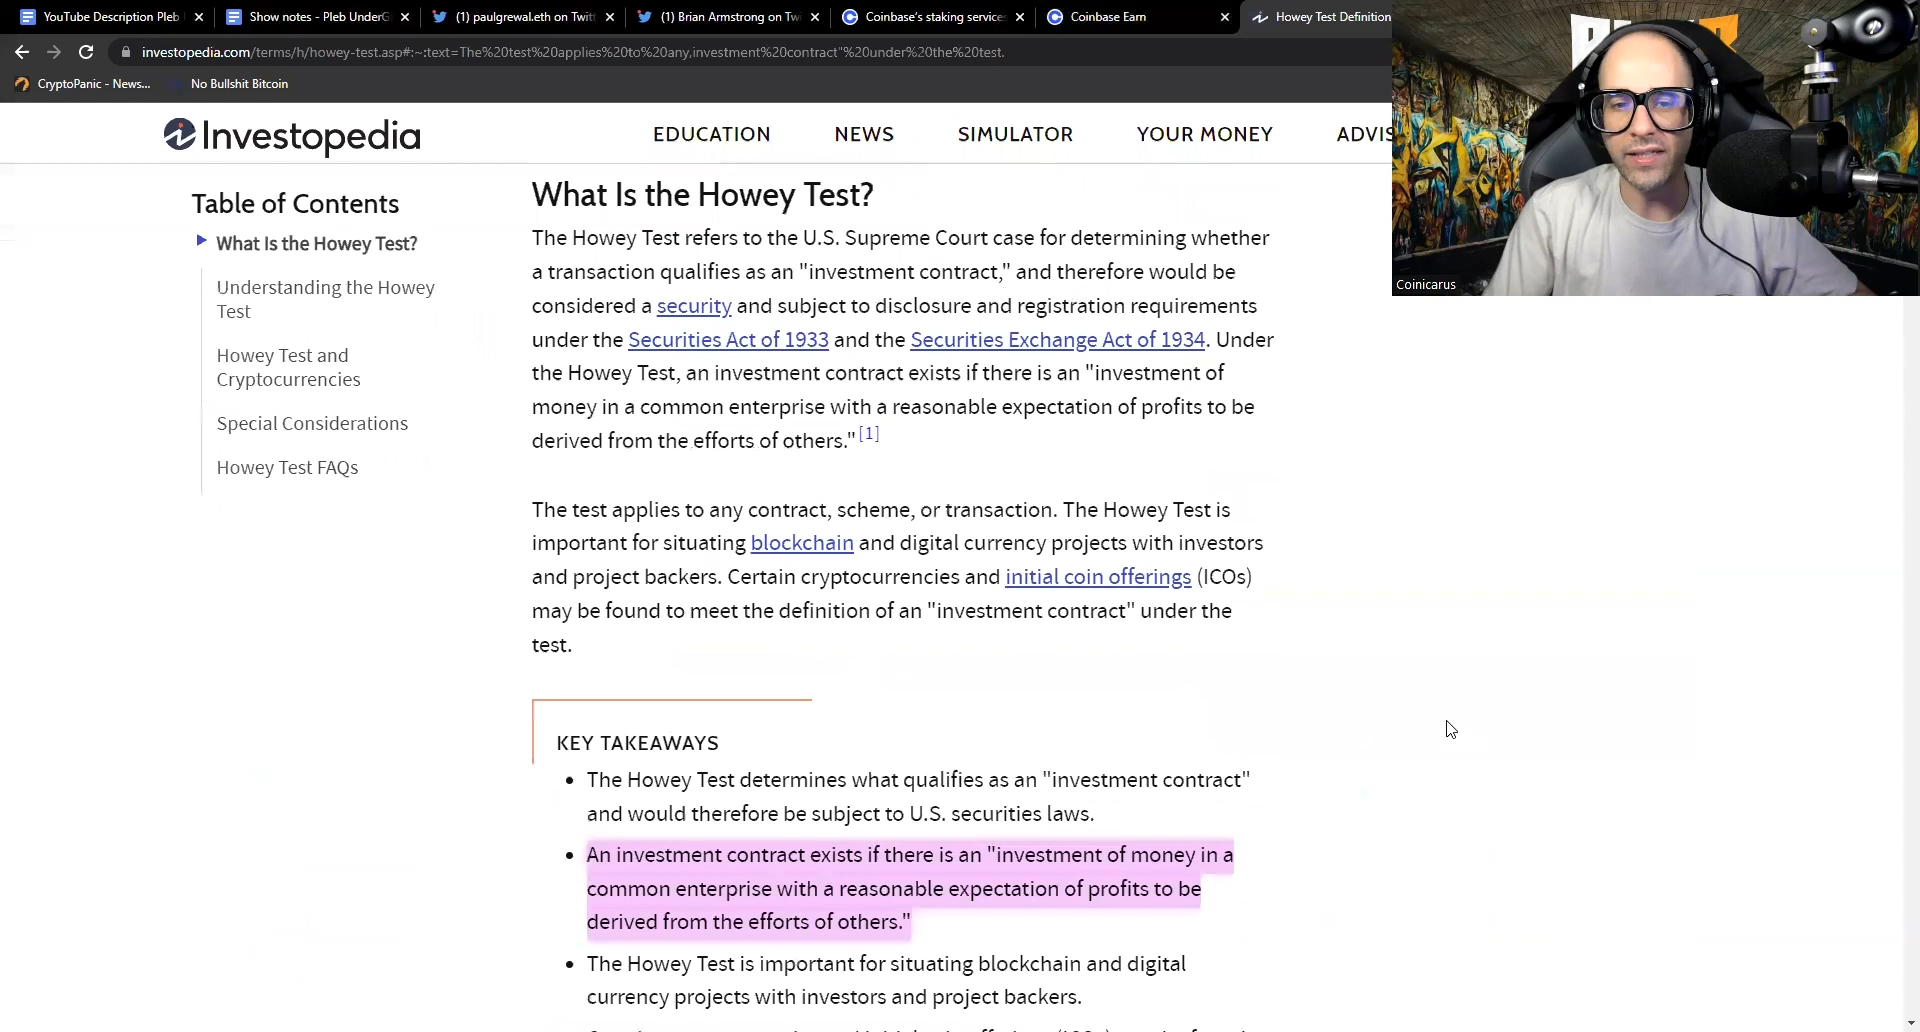 YouTube Description Pleb
Show notes - Pleb UnderG
(1) paulgrewal.eth on Twitt
(1) Brian Armstrong on Tw
Coinbase's staking service
Coinbase Earn
Howey Test Definition
investopedia.com/terms/h/howey-test.asp#:~:text=The%20test%20applies%20to%20any,investment%20contract"%20under%20the%20test.
CryptoPanic - News...
No Bullshit Bitcoin
Coinicarus
Investopedia
EDUCATION
NEWS
SIMULATOR
YOUR MONEY
ADVIS
Table of Contents
What Is the Howey Test?
Understanding the Howey
Test
Howey Test and
Cryptocurrencies
Special Considerations
Howey Test FAQs
What Is the Howey Test?
The Howey Test refers to the U.S. Supreme Court case for determining whether
a transaction qualifies as an "investment contract," and therefore would be
considered a security and subject to disclosure and registration requirements
under the Securities Act of 1933 and the Securities Exchange Act of 1934. Under
the Howey Test, an investment contract exists if there is an "investment of
money in a common enterprise with a reasonable expectation of profits to be
derived from the efforts of others." [1]
The test applies to any contract, scheme, or transaction. The Howey Test is
important for situating blockchain and digital currency projects with investors
and project backers. Certain cryptocurrencies and initial coin offerings (ICOs)
may be found to meet the definition of an "investment contract" under the
test.
KEY TAKEAWAYS
• The Howey Test determines what qualifies as an "investment contract"
and would therefore be subject to U.S. securities laws.
• An investment contract exists if there is an "investment of money in a
common enterprise with a reasonable expectation of profits to be
derived from the efforts of others."
• The Howey Test is important for situating blockchain and digital
currency projects with investors and project backers.